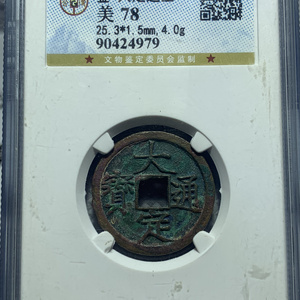 美 78
25.3*1.5mm,4.0g
90424979
★ 文物鉴定委员会监制 ★
大定通寶